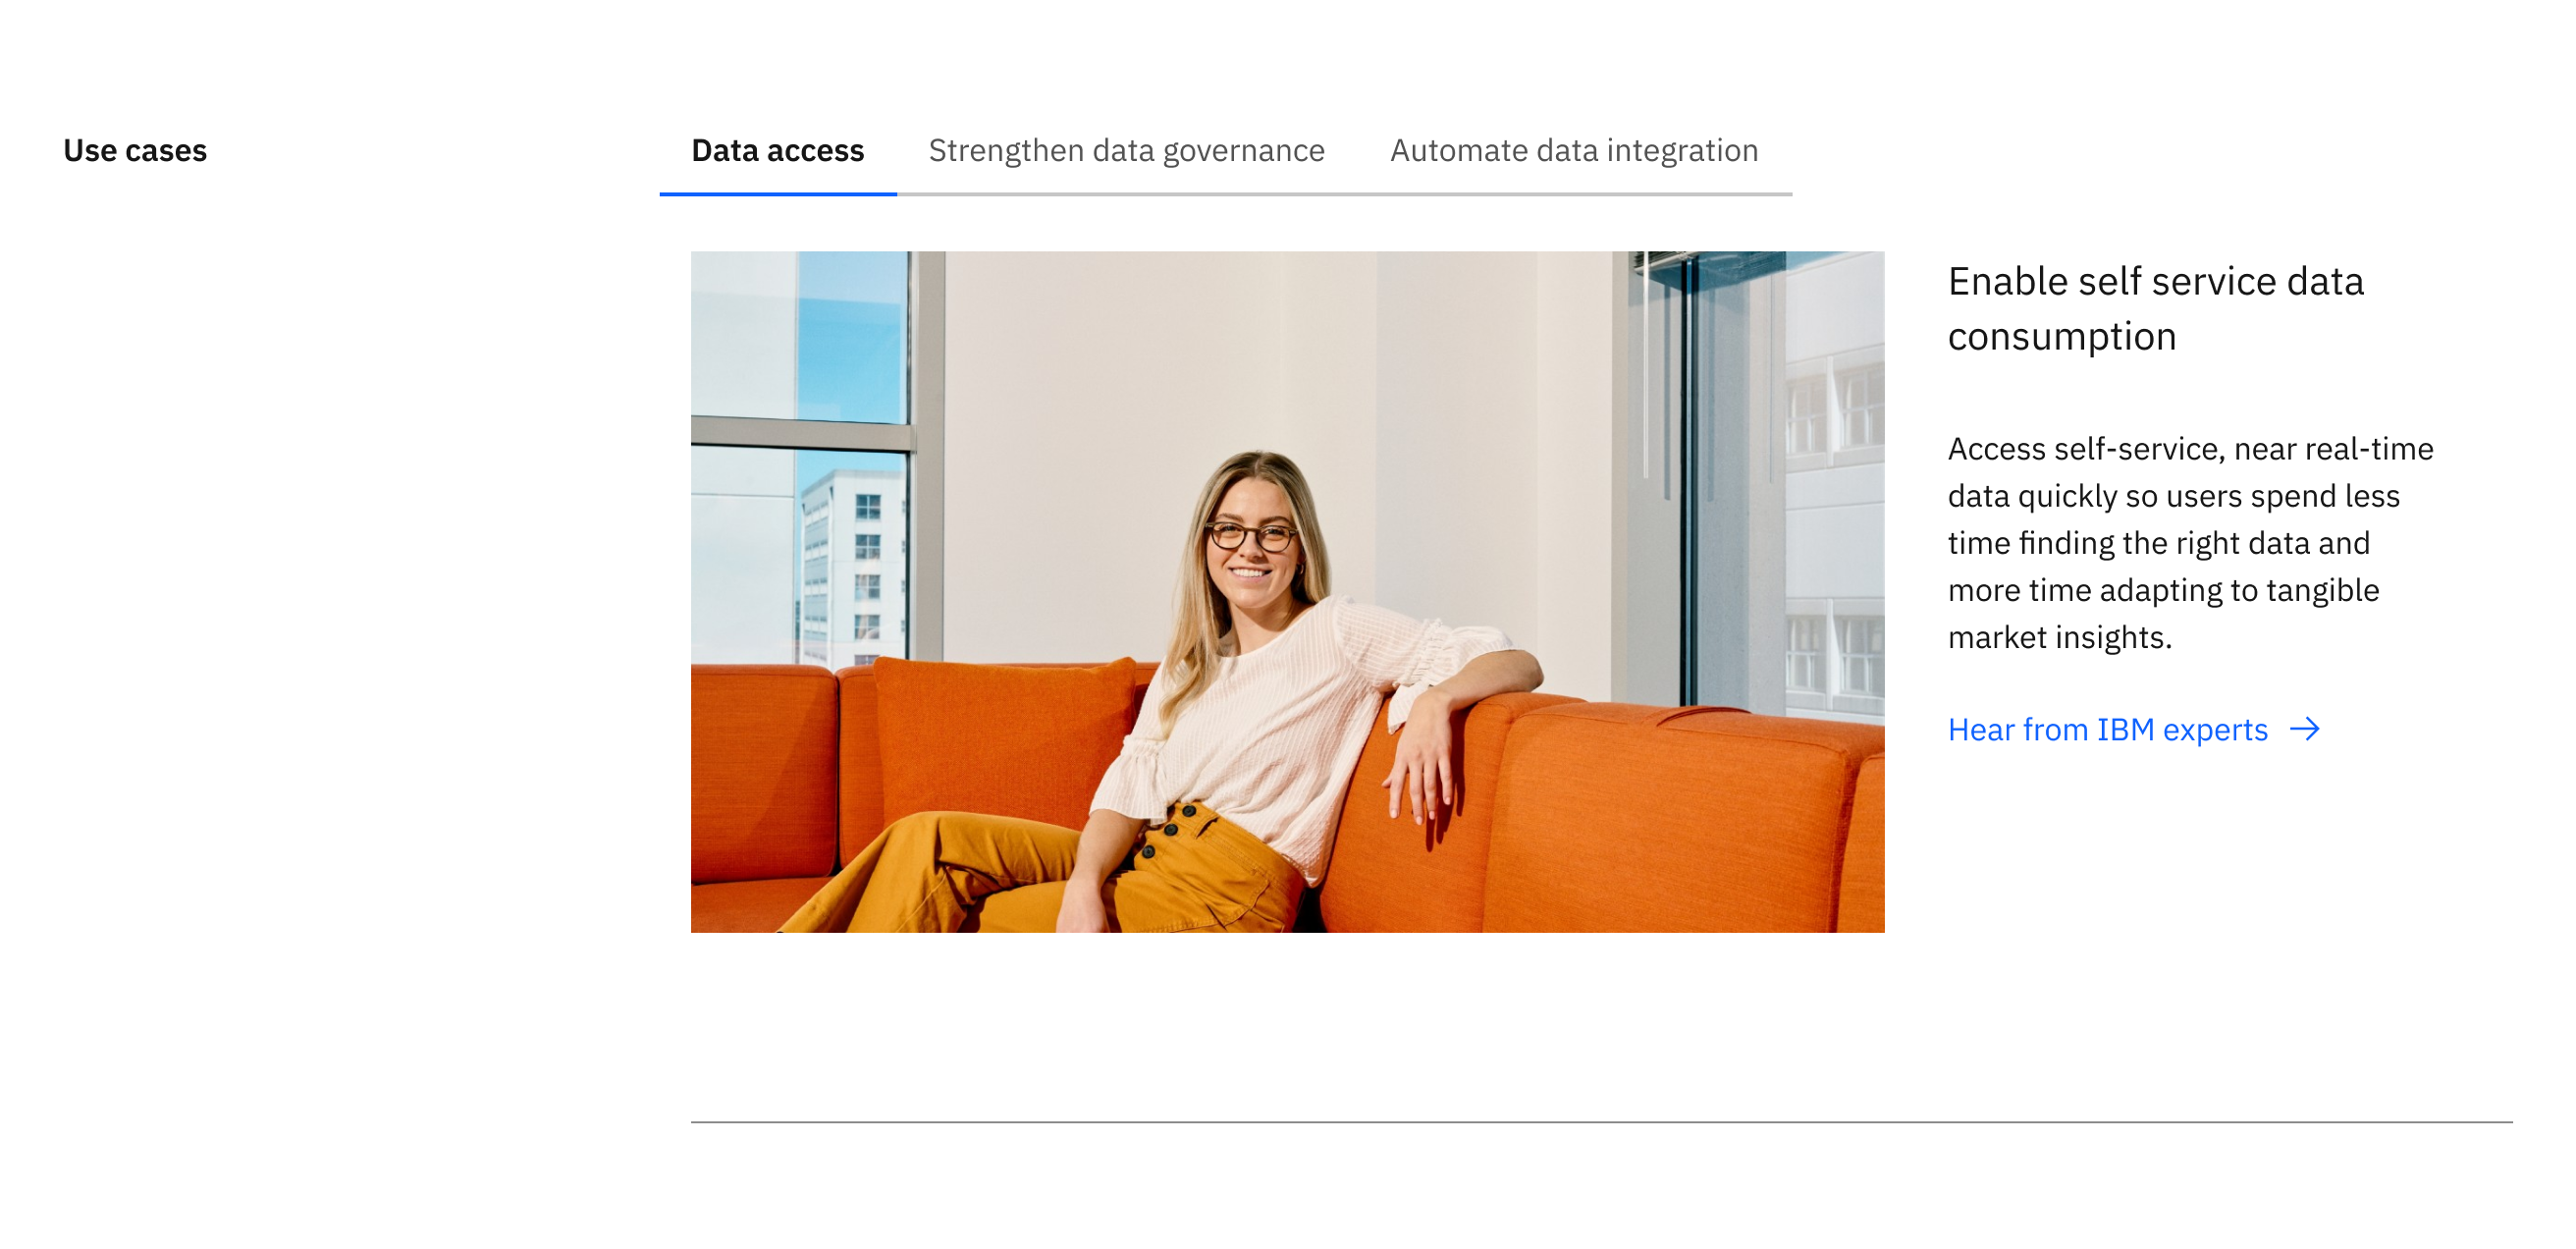 Use cases
Data access
Strengthen data governance
Automate data integration
Enable self service data
consumption
Access self-service, near real-time
data quickly so users spend less
time finding the right data and
more time adapting to tangible
market insights.
Hear from IBM experts →